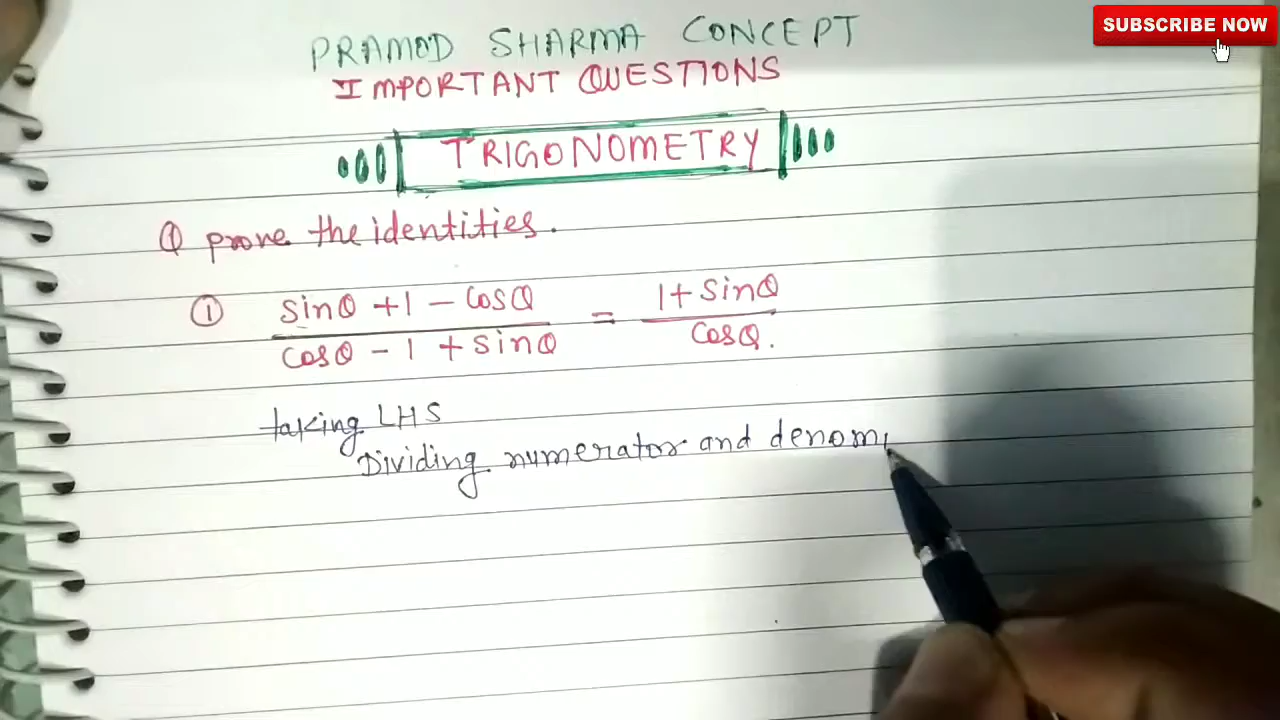 SUBSCRIBE NOW
PRAMOD SHARMA CONCEPT
IMPORTANT QUESTIONS
TRIGONOMETRY
Q prove the identities.
① (sinθ + 1 - cosθ) / (cosθ - 1 + sinθ) = (1 + sinθ) / cosθ.
taking LHS
Dividing numerator and denomi